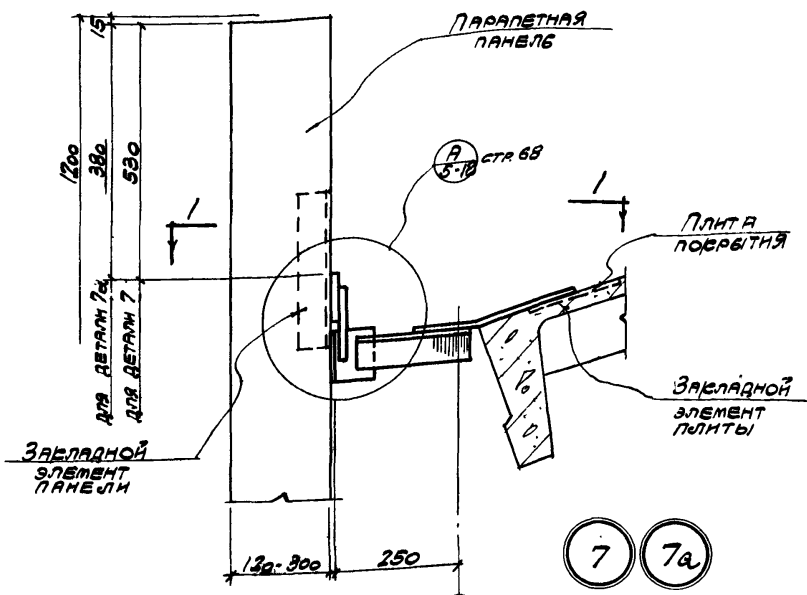 ПАРАПЕТНАЯ
ПАНЕЛЬ
15
1200
380
530
А
5-18
СТР. 68
1
1
ПЛИТА
ПОКРЫТИЯ
ДЛЯ ДЕТАЛИ 7а
ДЛЯ ДЕТАЛИ 7
ЗАКЛАДНОЙ
ЭЛЕМЕНТ
ПЛИТЫ
ЗАКЛАДНОЙ
ЭЛЕМЕНТ
ПАНЕЛИ
120-300
250
7
7а